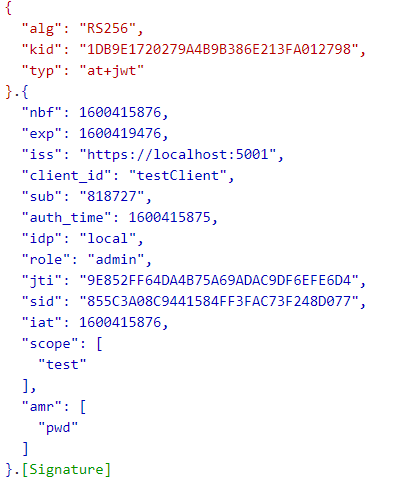 {
  "alg": "RS256",
  "kid": "1DB9E1720279A4B9B386E213FA012798",
  "typ": "at+jwt"
}.{
  "nbf": 1600415876,
  "exp": 1600419476,
  "iss": "https://localhost:5001",
  "client_id": "testClient",
  "sub": "818727",
  "auth_time": 1600415875,
  "idp": "local",
  "role": "admin",
  "jti": "9E852FF64DA4B75A69ADAC9DF6EFE6D4",
  "sid": "855C3A08C9441584FF3FAC73F248D077",
  "iat": 1600415876,
  "scope": [
    "test"
  ],
  "amr": [
    "pwd"
  ]
}.[Signature]